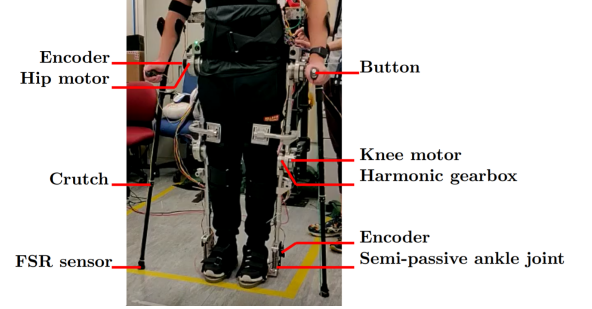 Encoder
Hip motor
Crutch
FSR sensor
Button
Knee motor
Harmonic gearbox
Encoder
Semi-passive ankle joint